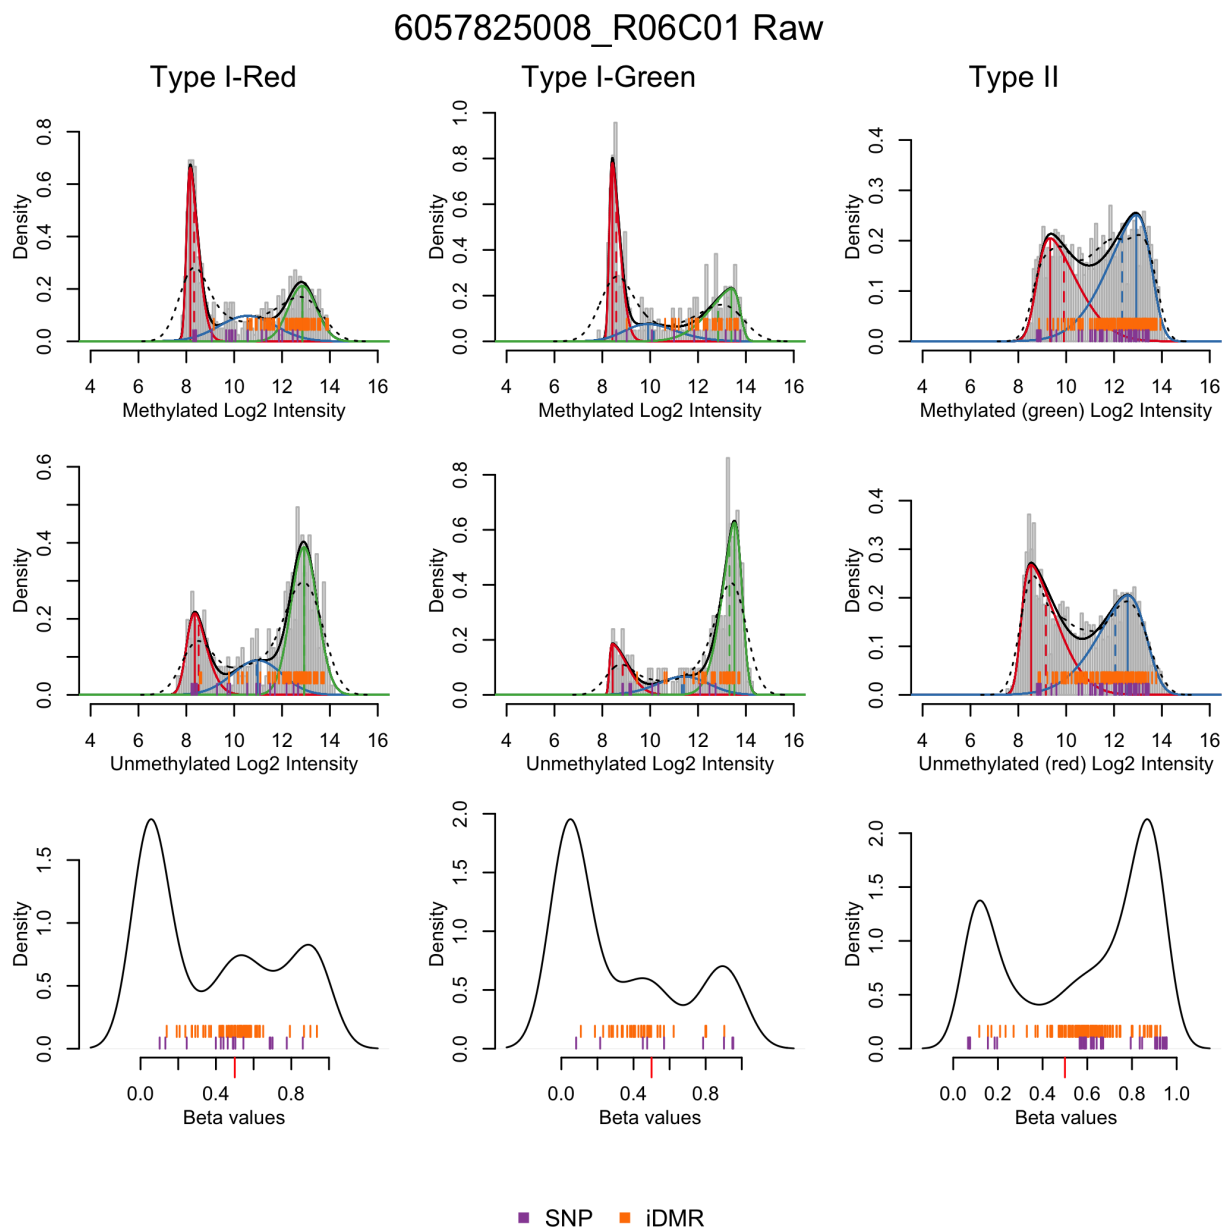 6057825008_R06C01 Raw
Type I-Red
Type I-Green
Type II
Density
0.0 0.2 0.4 0.6 0.8
4 6 8 10 12 14 16
Methylated Log2 Intensity
Density
0.0 0.2 0.4 0.6 0.8 1.0
4 6 8 10 12 14 16
Methylated Log2 Intensity
Density
0.0 0.1 0.2 0.3 0.4
4 6 8 10 12 14 16
Methylated (green) Log2 Intensity
Density
0.0 0.2 0.4 0.6
4 6 8 10 12 14 16
Unmethylated Log2 Intensity
Density
0.0 0.2 0.4 0.6 0.8
4 6 8 10 12 14 16
Unmethylated Log2 Intensity
Density
0.0 0.1 0.2 0.3 0.4
4 6 8 10 12 14 16
Unmethylated (red) Log2 Intensity
Density
0.0 0.5 1.0 1.5
0.0 0.4 0.8
Beta values
Density
0.0 0.5 1.0 1.5 2.0
0.0 0.4 0.8
Beta values
Density
0.0 0.5 1.0 1.5 2.0
0.0 0.2 0.4 0.6 0.8 1.0
Beta values
SNP iDMR